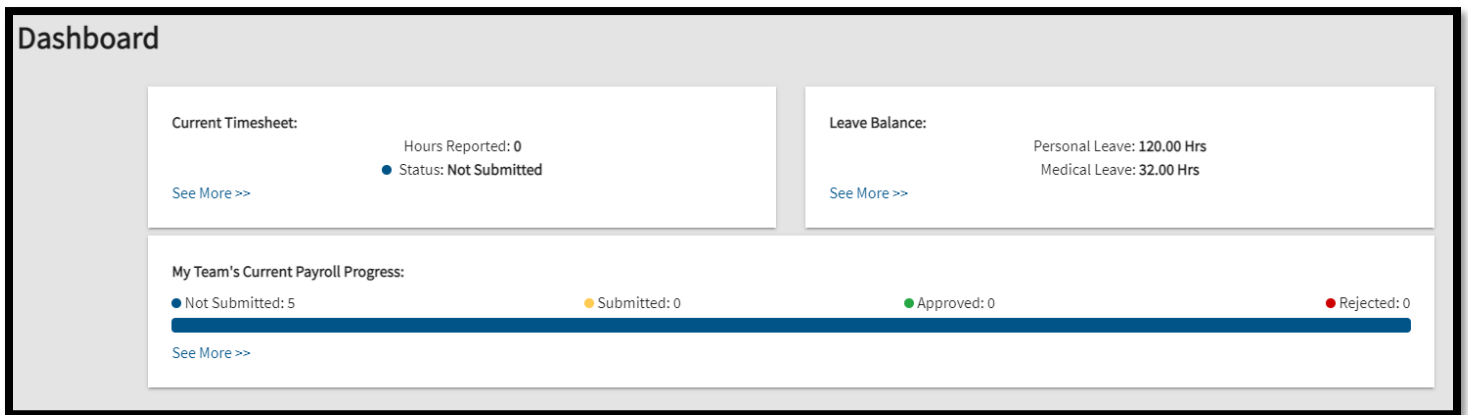 Dashboard
Current Timesheet:
Hours Reported: 0
Status: Not Submitted
See More >>
Leave Balance:
Personal Leave: 120.00 Hrs
Medical Leave: 32.00 Hrs
See More >>
My Team's Current Payroll Progress:
Not Submitted: 5 Submitted: 0 Approved: 0 Rejected: 0
See More >>